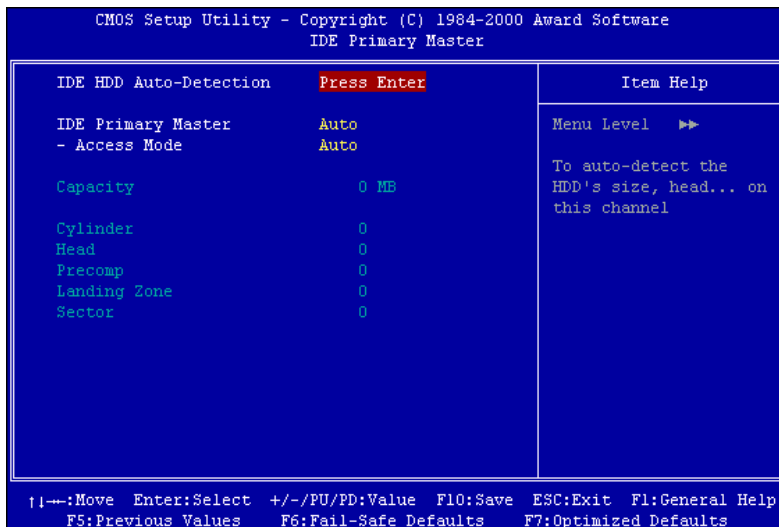 CMOS Setup Utility - Copyright (C) 1984-2000 Award Software
IDE Primary Master
IDE HDD Auto-Detection Press Enter
IDE Primary Master Auto
- Access Mode Auto
Capacity 0 MB
Cylinder 0
Head 0
Precomp 0
Landing Zone 0
Sector 0
Item Help
Menu Level ▶▶
To auto-detect the
HDD's size, head... on
this channel
↑↓→←:Move Enter:Select +/-/PU/PD:Value F10:Save ESC:Exit F1:General Help
F5:Previous Values F6:Fail-Safe Defaults F7:Optimized Defaults